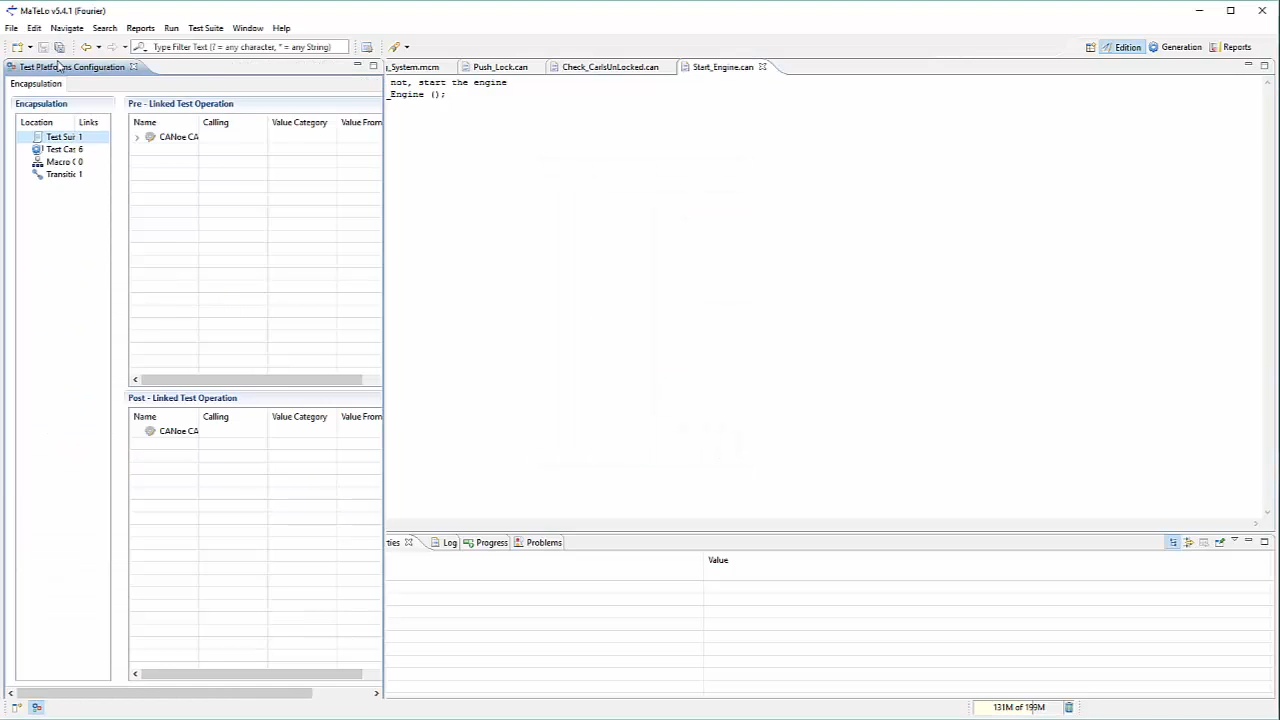 MaTeLo v5.4.1 (Fourier)
File Edit Navigate Search Reports Run Test Suite Window Help
Type Filter Text (? = any character, * = any String)
Edition Generation Reports
Test Platforms Configuration
_System.mcm Push_Lock.can Check_CarIsUnLocked.can Start_Engine.can
Encapsulation
not, start the engine
_Engine ();
Encapsulation
Location Links
Test Sui 1
Test Cas 6
Macro C 0
Transitic 1
Pre - Linked Test Operation
Name Calling Value Category Value From
CANoe CA
Post - Linked Test Operation
Name Calling Value Category Value From
CANoe CA
ties Log Progress Problems
Value
131M of 199M